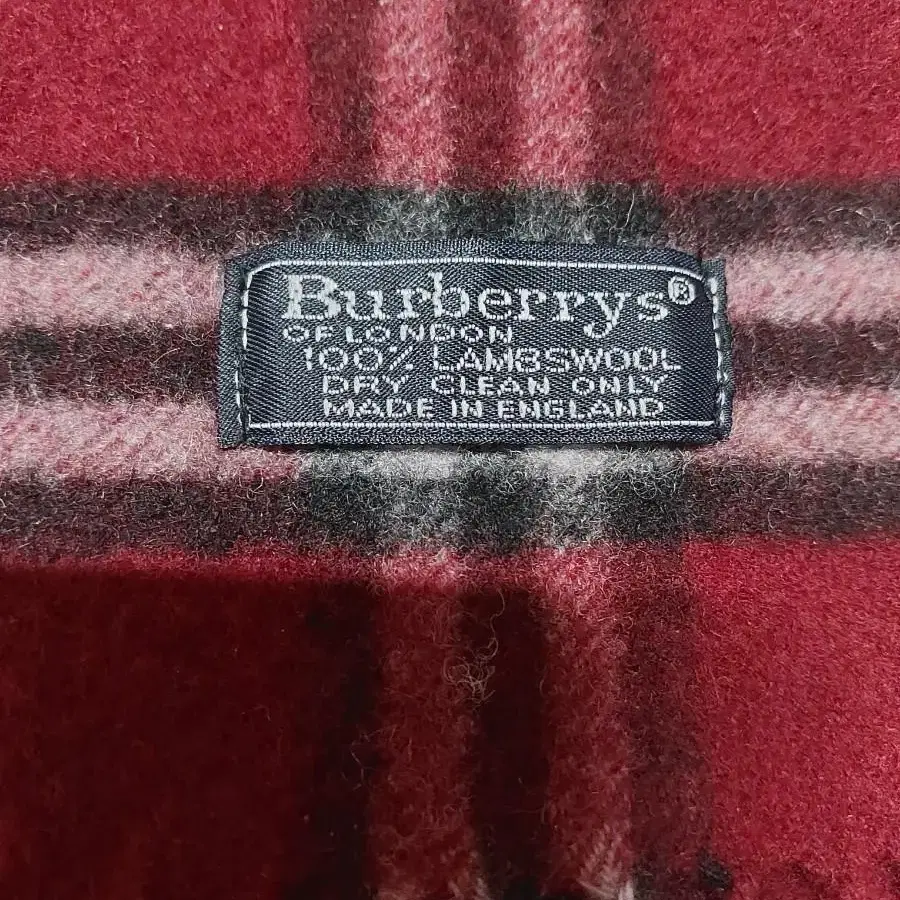 Burberrys®
OF LONDON
100% LAMBSWOOL
DRY CLEAN ONLY
MADE IN ENGLAND